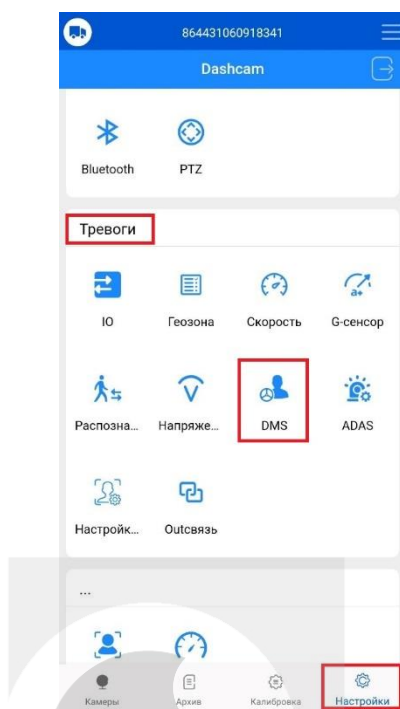 864431060918341
Dashcam
Bluetooth PTZ
Тревоги
IO Геозона Скорость G-сенсор
Распозна... Напряже... DMS ADAS
Настройк... Outсвязь
...
Камеры Архив Калибровка Настройки